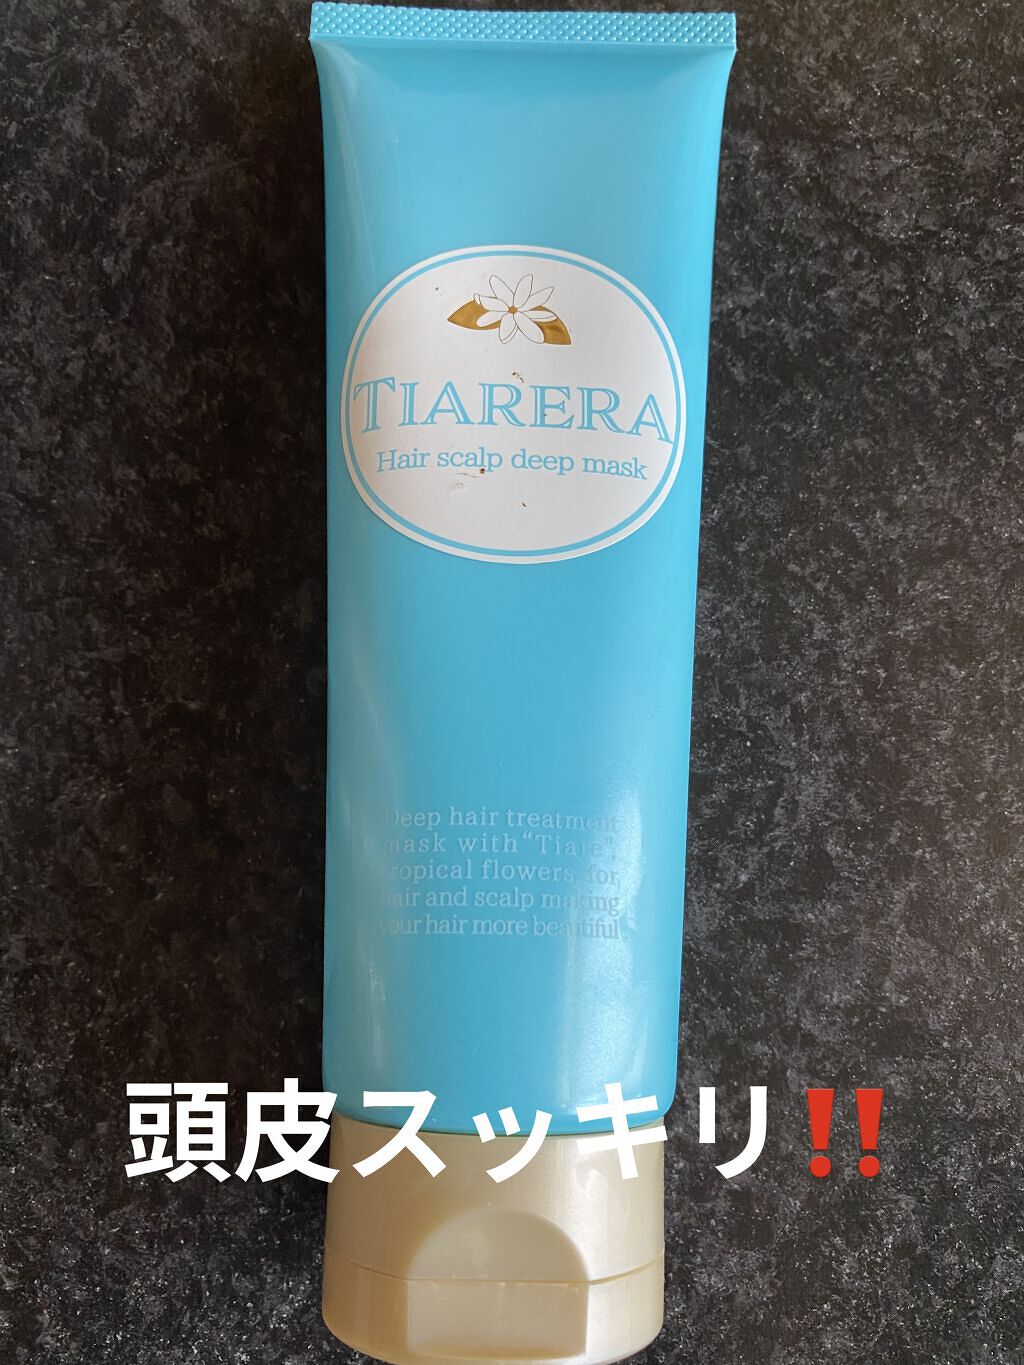 TIARERA
Hair scalp deep mask
Deep hair treatment
mask with “Tiare”,
tropical flowers, for
hair and scalp making
your hair more beautiful
頭皮スッキリ‼️